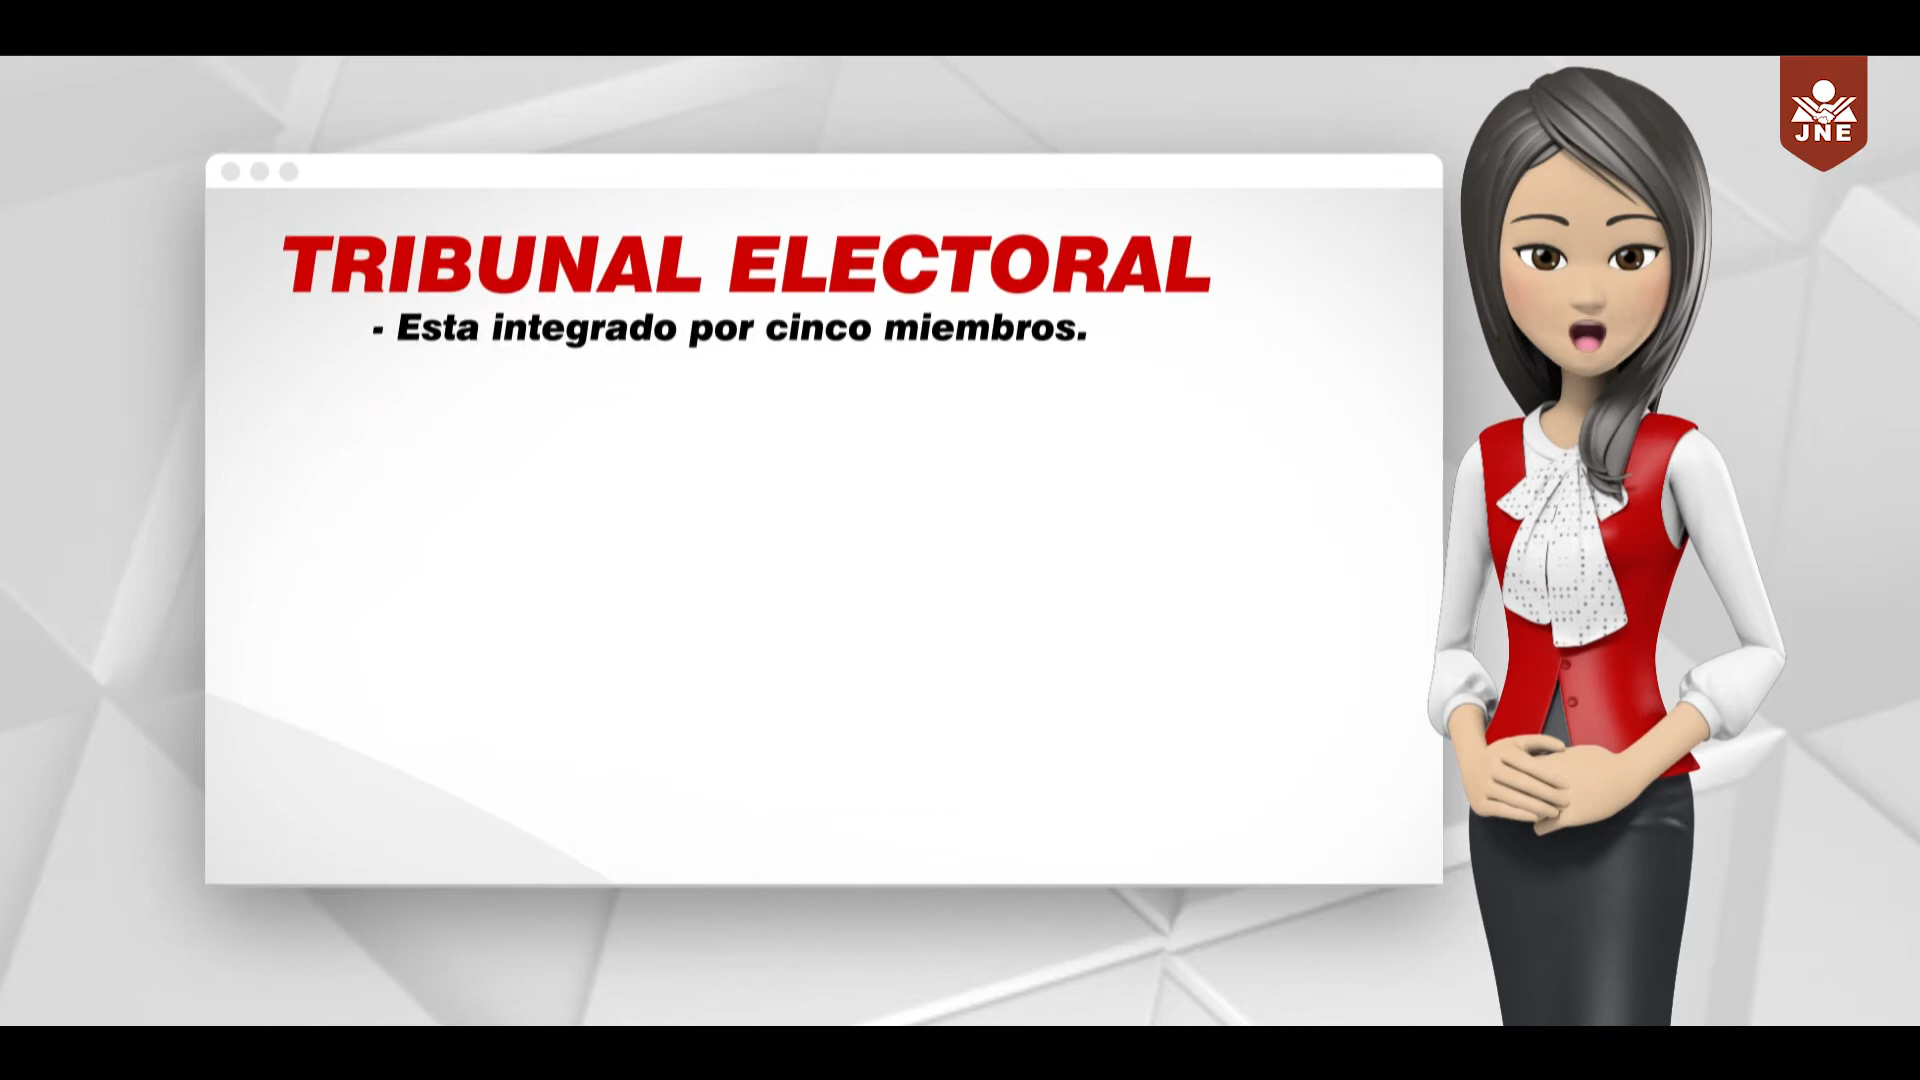 TRIBUNAL ELECTORAL
- Esta integrado por cinco miembros.
JNE